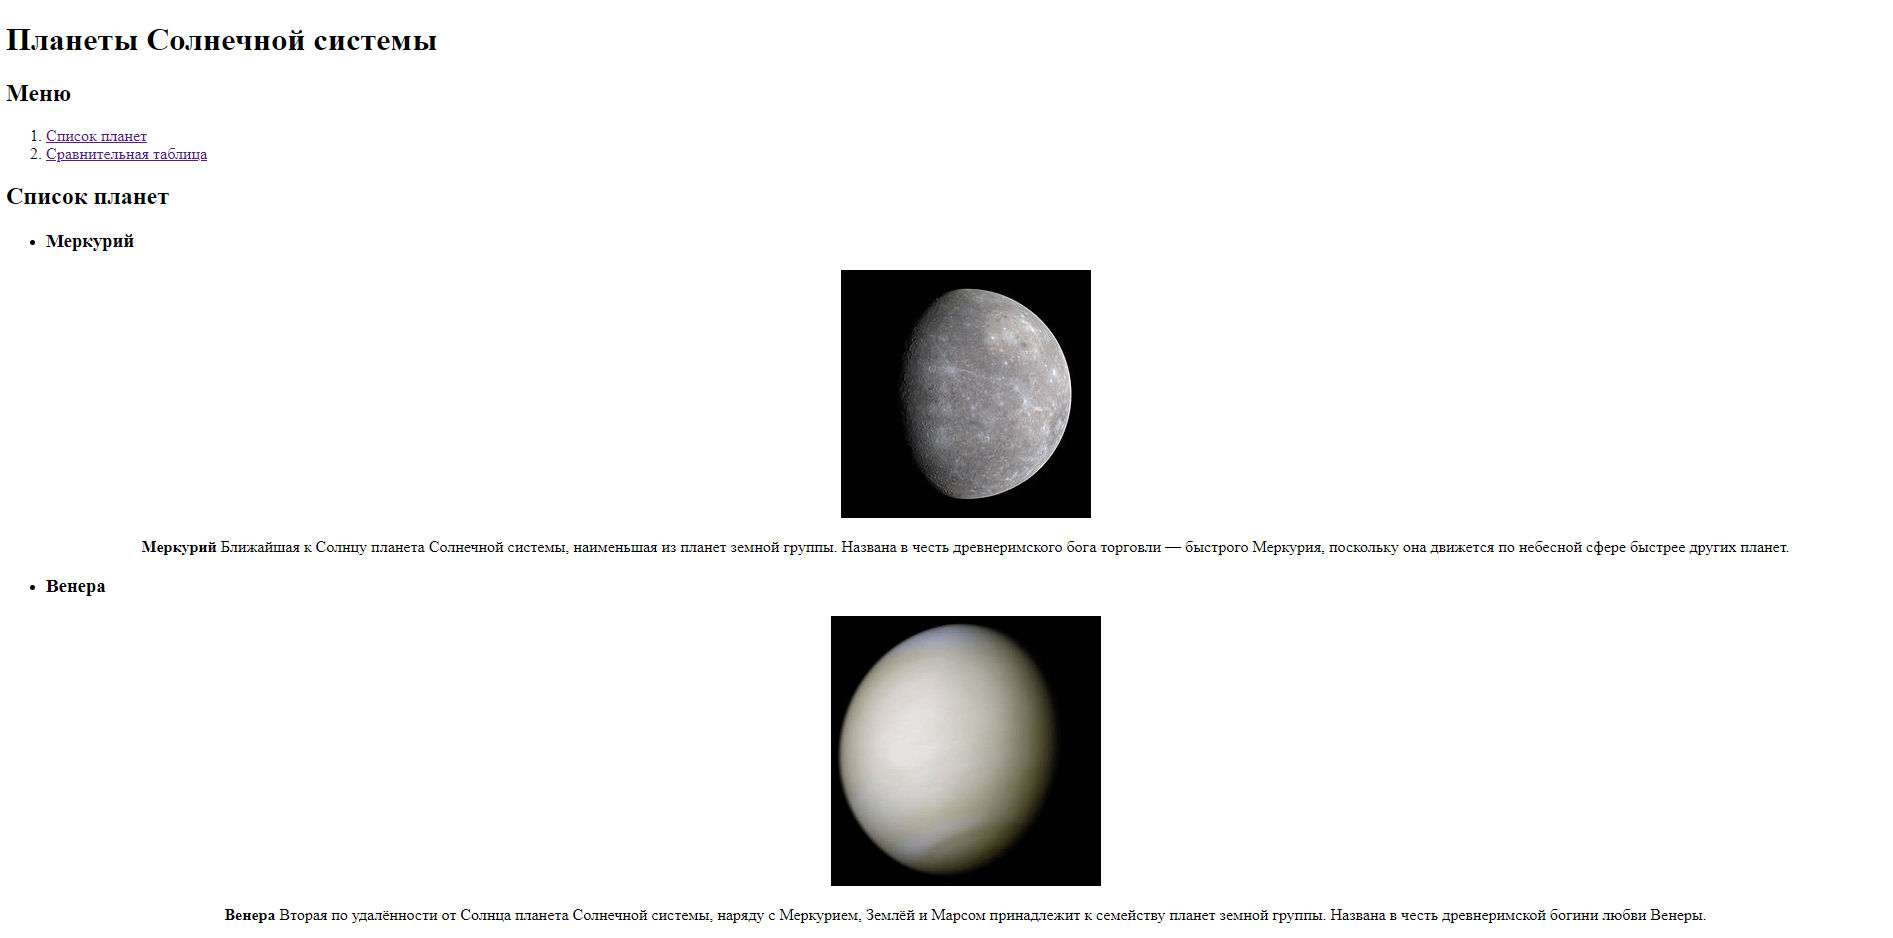 Планеты Солнечной системы
Меню
1. Список планет
2. Сравнительная таблица
Список планет
• Меркурий
Меркурий Ближайшая к Солнцу планета Солнечной системы, наименьшая из планет земной группы. Названа в честь древнеримского бога торговли — быстрого Меркурия, поскольку она движется по небесной сфере быстрее других планет.
• Венера
Венера Вторая по удалённости от Солнца планета Солнечной системы, наряду с Меркурием, Землёй и Марсом принадлежит к семейству планет земной группы. Названа в честь древнеримской богини любви Венеры.